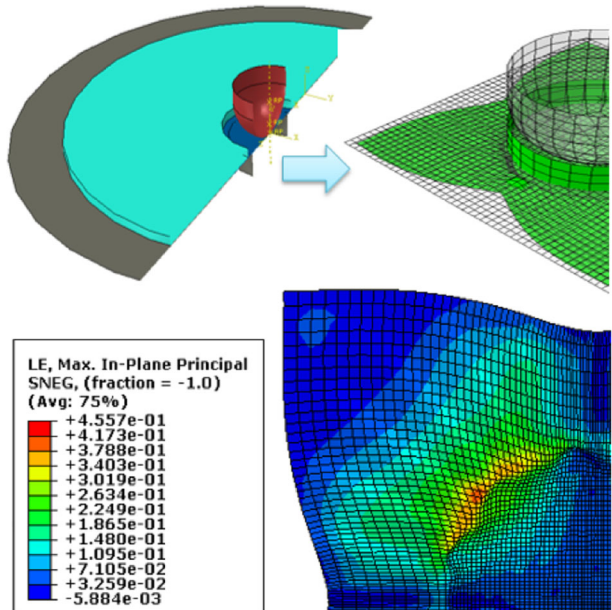 LE, Max. In-Plane Principal
SNEG, (fraction = -1.0)
(Avg: 75%)
+4.557e-01
+4.173e-01
+3.788e-01
+3.403e-01
+3.019e-01
+2.634e-01
+2.249e-01
+1.865e-01
+1.480e-01
+1.095e-01
+7.105e-02
+3.259e-02
-5.884e-03